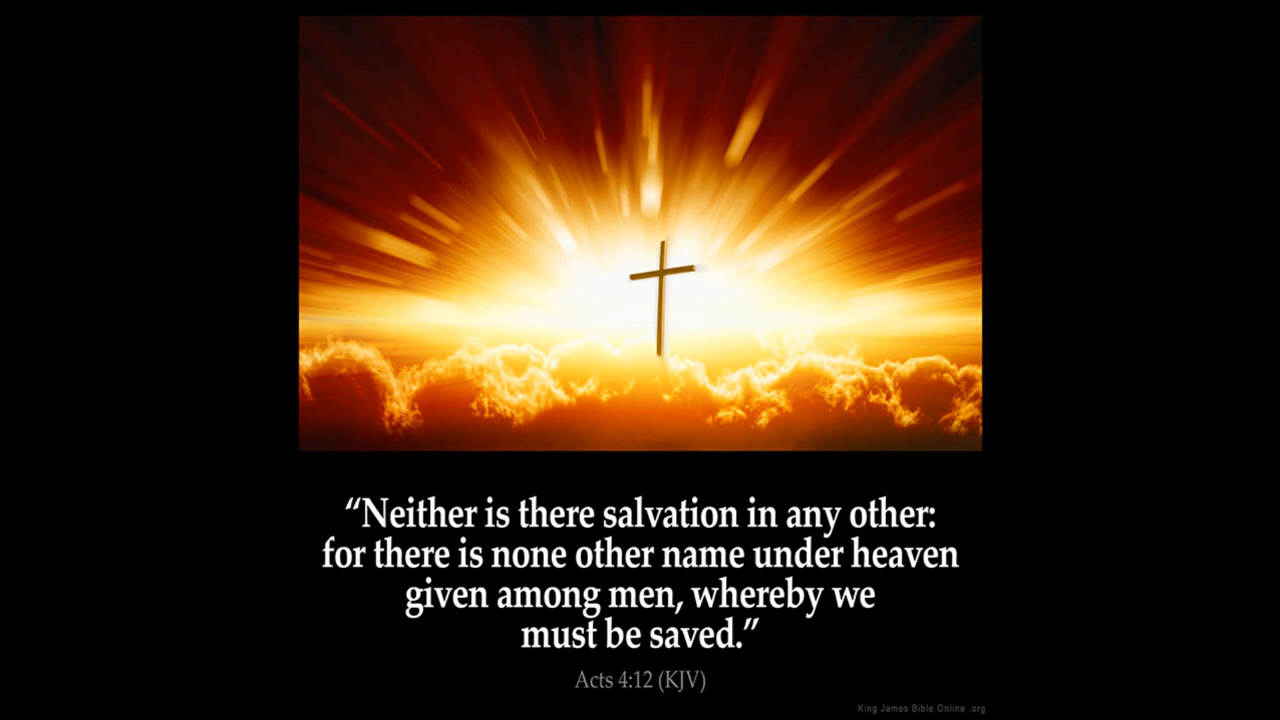 “Neither is there salvation in any other:
for there is none other name under heaven
given among men, whereby we
must be saved.”
Acts 4:12 (KJV)
King James Bible Online .org